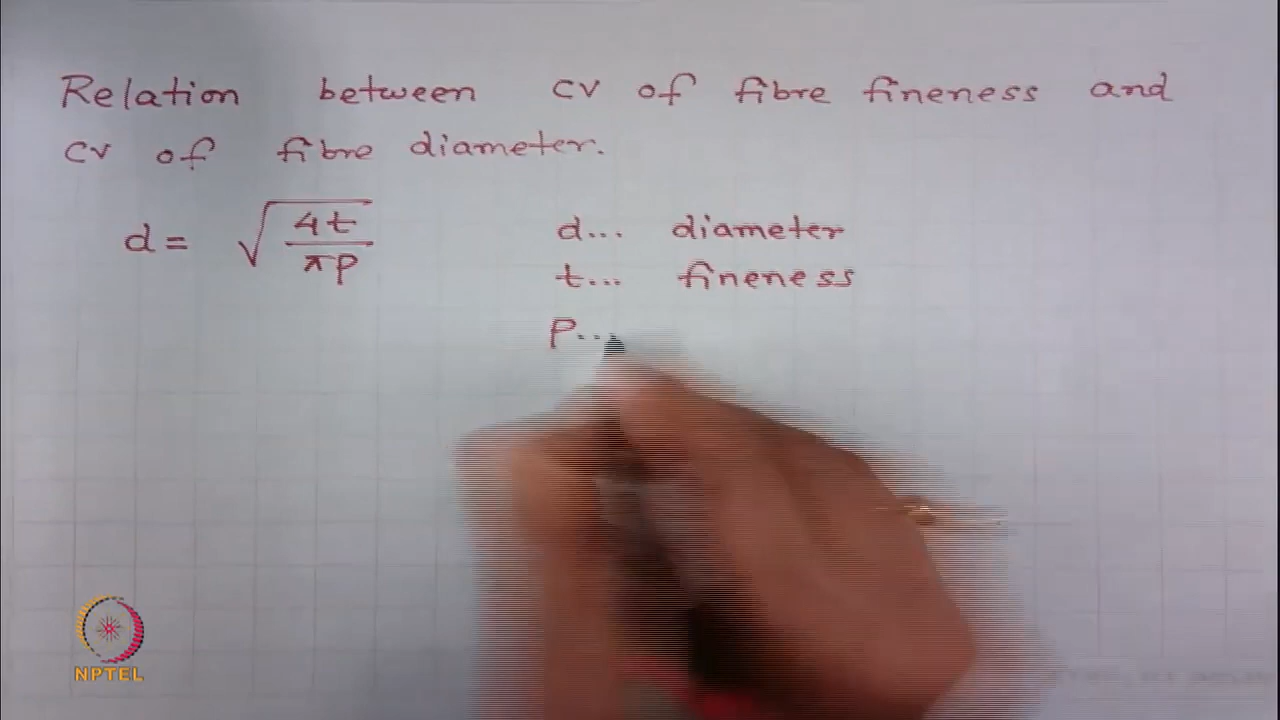 Relation between CV of fibre fineness and
CV of fibre diameter.
d = √(4t/πρ)
d... diameter
t... fineness
ρ...
NPTEL